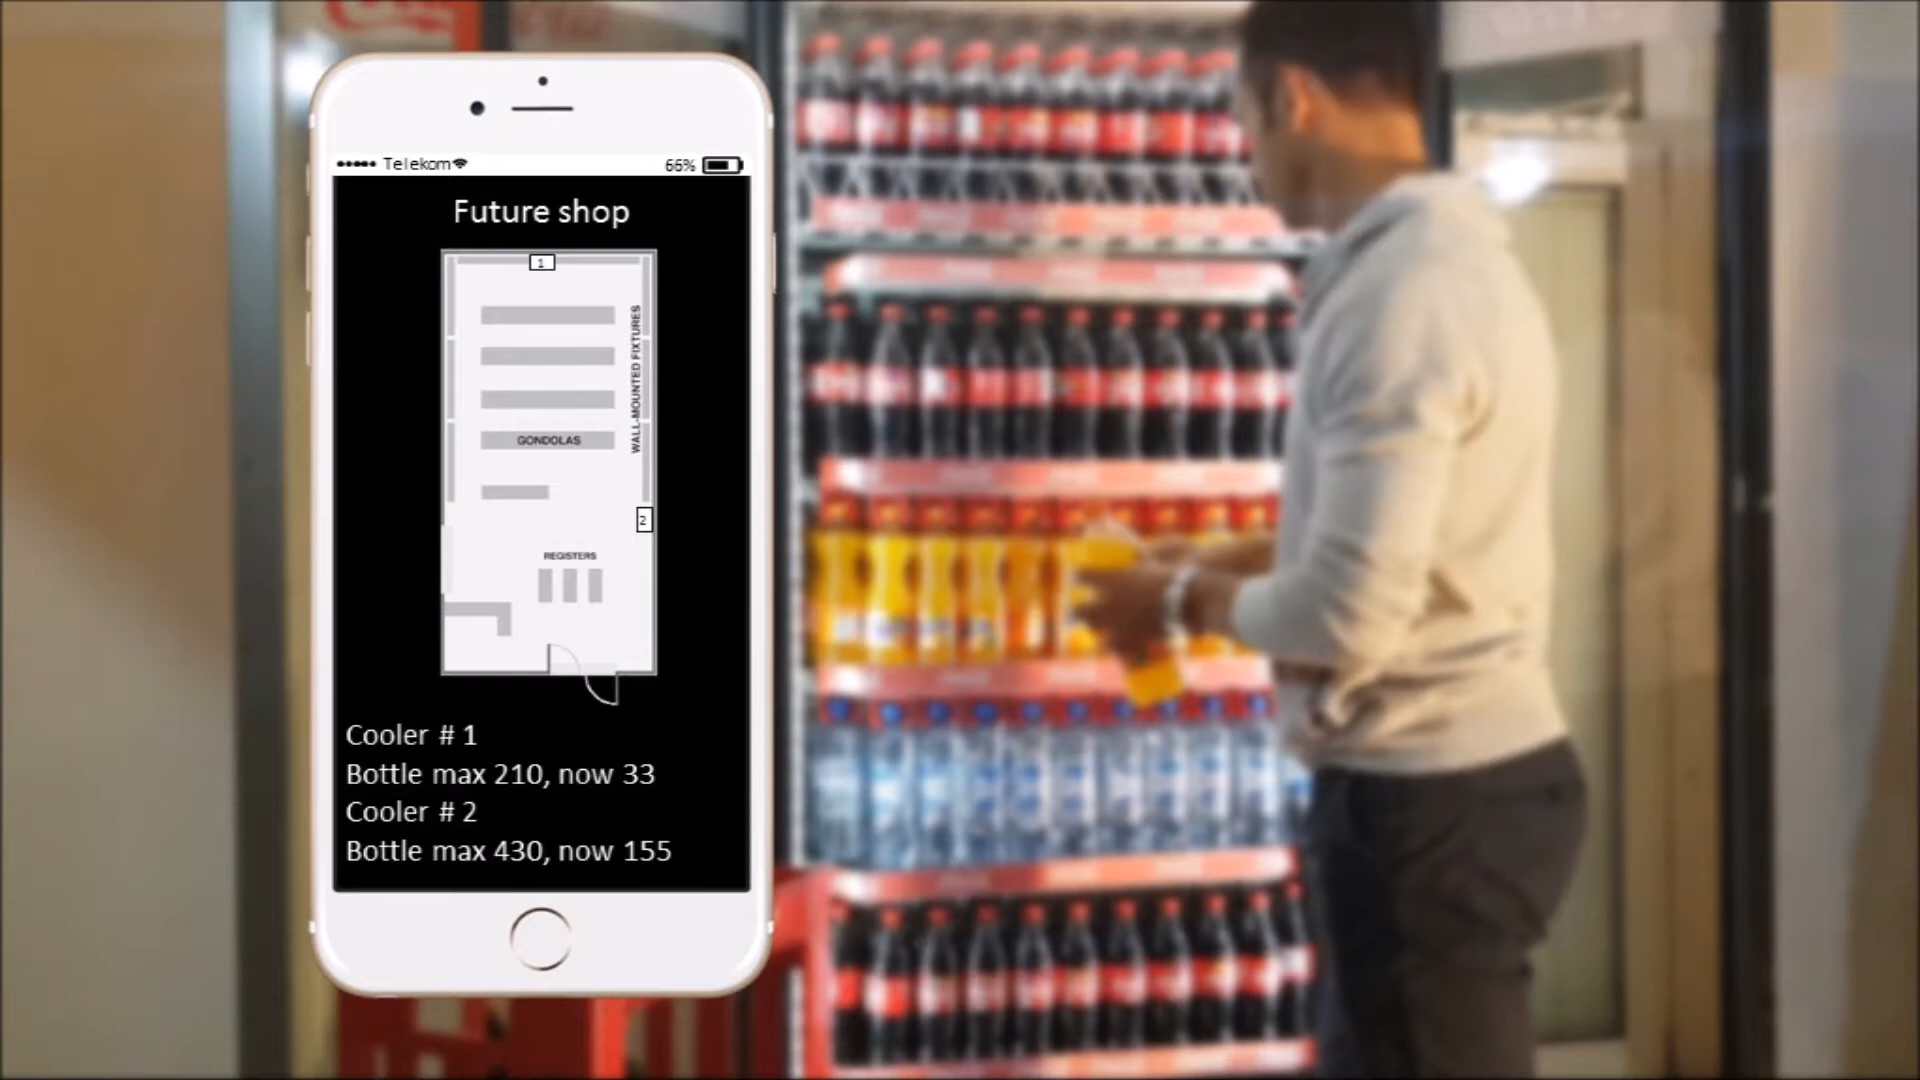 Telekom 66%
Future shop
1
WALL-MOUNTED FIXTURES
GONDOLAS
2
REGISTERS
Cooler # 1
Bottle max 210, now 33
Cooler # 2
Bottle max 430, now 155